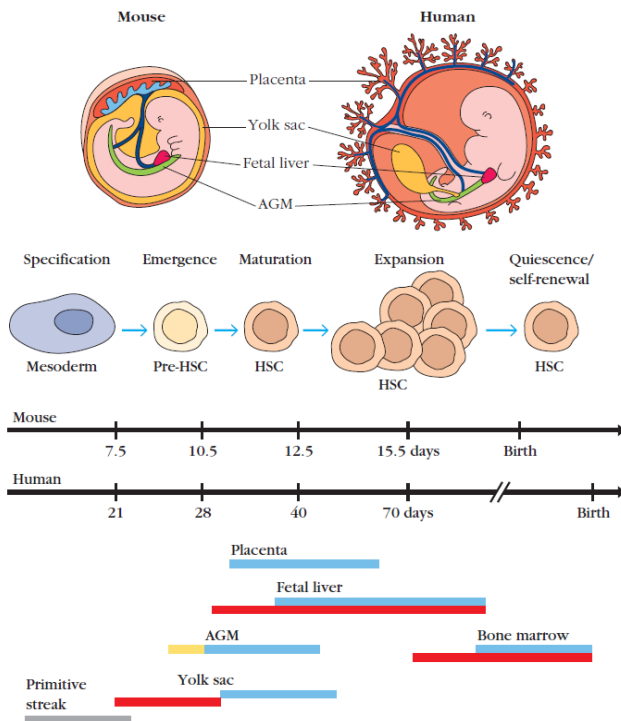 Mouse
Human
Placenta
Yolk sac
Fetal liver
AGM
Specification
Emergence
Maturation
Expansion
Quiescence/
self-renewal
Mesoderm
Pre-HSC
HSC
HSC
HSC
Mouse
7.5 10.5 12.5 15.5 days Birth
Human
21 28 40 70 days Birth
Placenta
Fetal liver
AGM
Bone marrow
Yolk sac
Primitive
streak